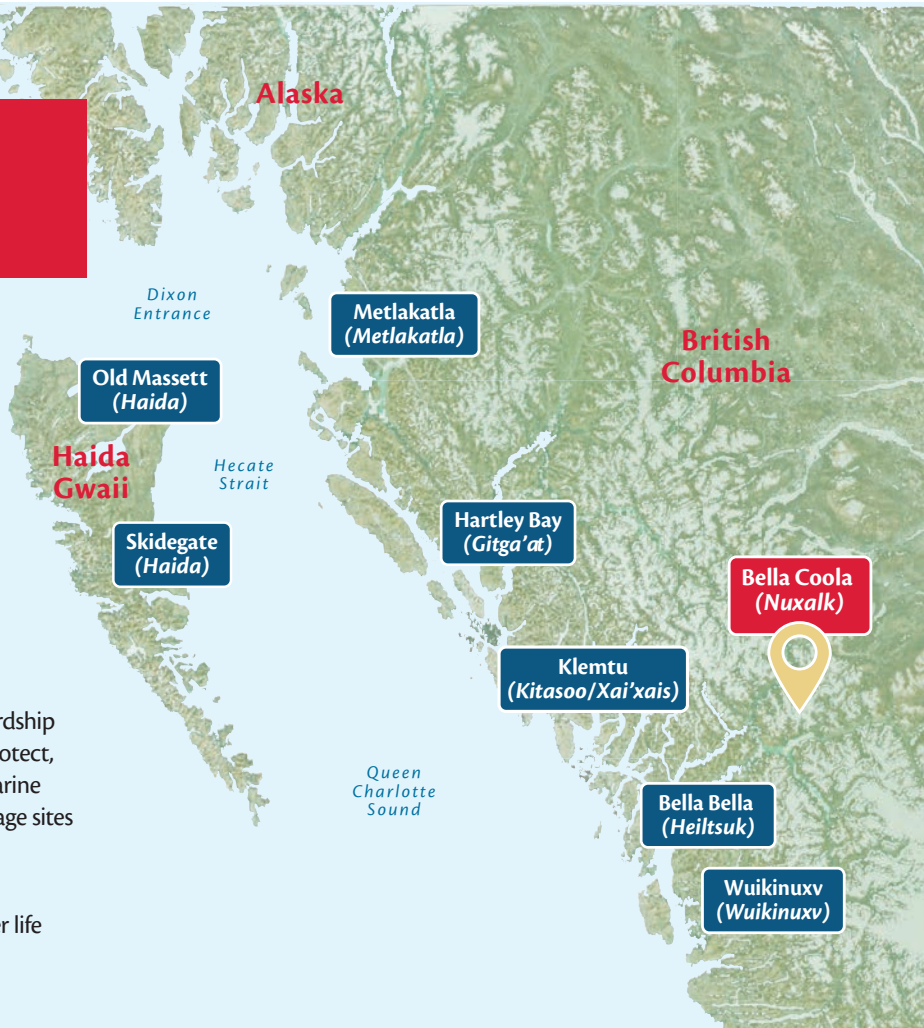 Alaska
Dixon
Entrance
Metlakatla
(Metlakatla)
British
Columbia
Old Massett
(Haida)
Haida
Gwaii
Hecate
Strait
Hartley Bay
(Gitga'at)
Skidegate
(Haida)
Bella Coola
(Nuxalk)
Klemtu
(Kitasoo/Xai'xais)
Queen
Charlotte
Sound
Bella Bella
(Heiltsuk)
Wuikinuxv
(Wuikinuxv)
rdship
otect,
arine
age sites
r life